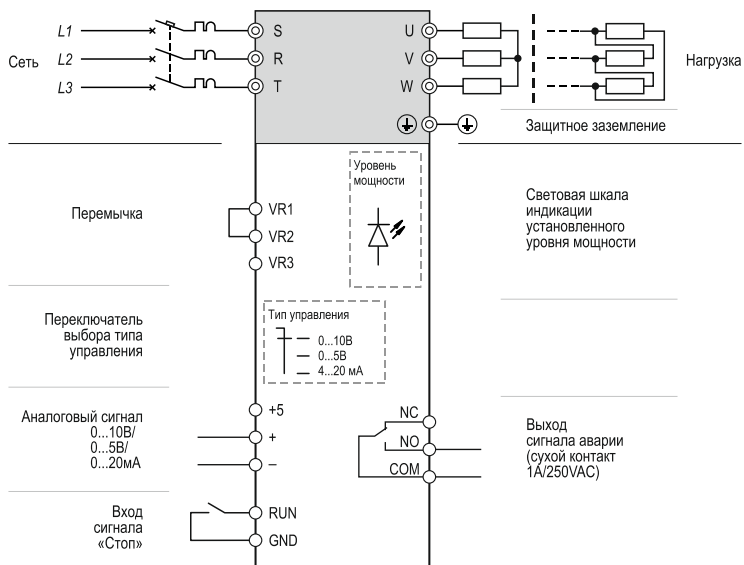 L1
S
U
Сеть
L2
R
V
Нагрузка
L3
T
W
Защитное заземление
Уровень
мощности
Перемычка
VR1
VR2
VR3
Световая шкала
индикации
установленного
уровня мощности
Переключатель
выбора типа
управления
Тип управления
0...10В
0...5В
4...20 мА
Аналоговый сигнал
0...10В/
0...5В/
0...20мА
+5
+
–
NC
NO
COM
Выход
сигнала аварии
(сухой контакт
1A/250VAC)
Вход
сигнала
«Стоп»
RUN
GND